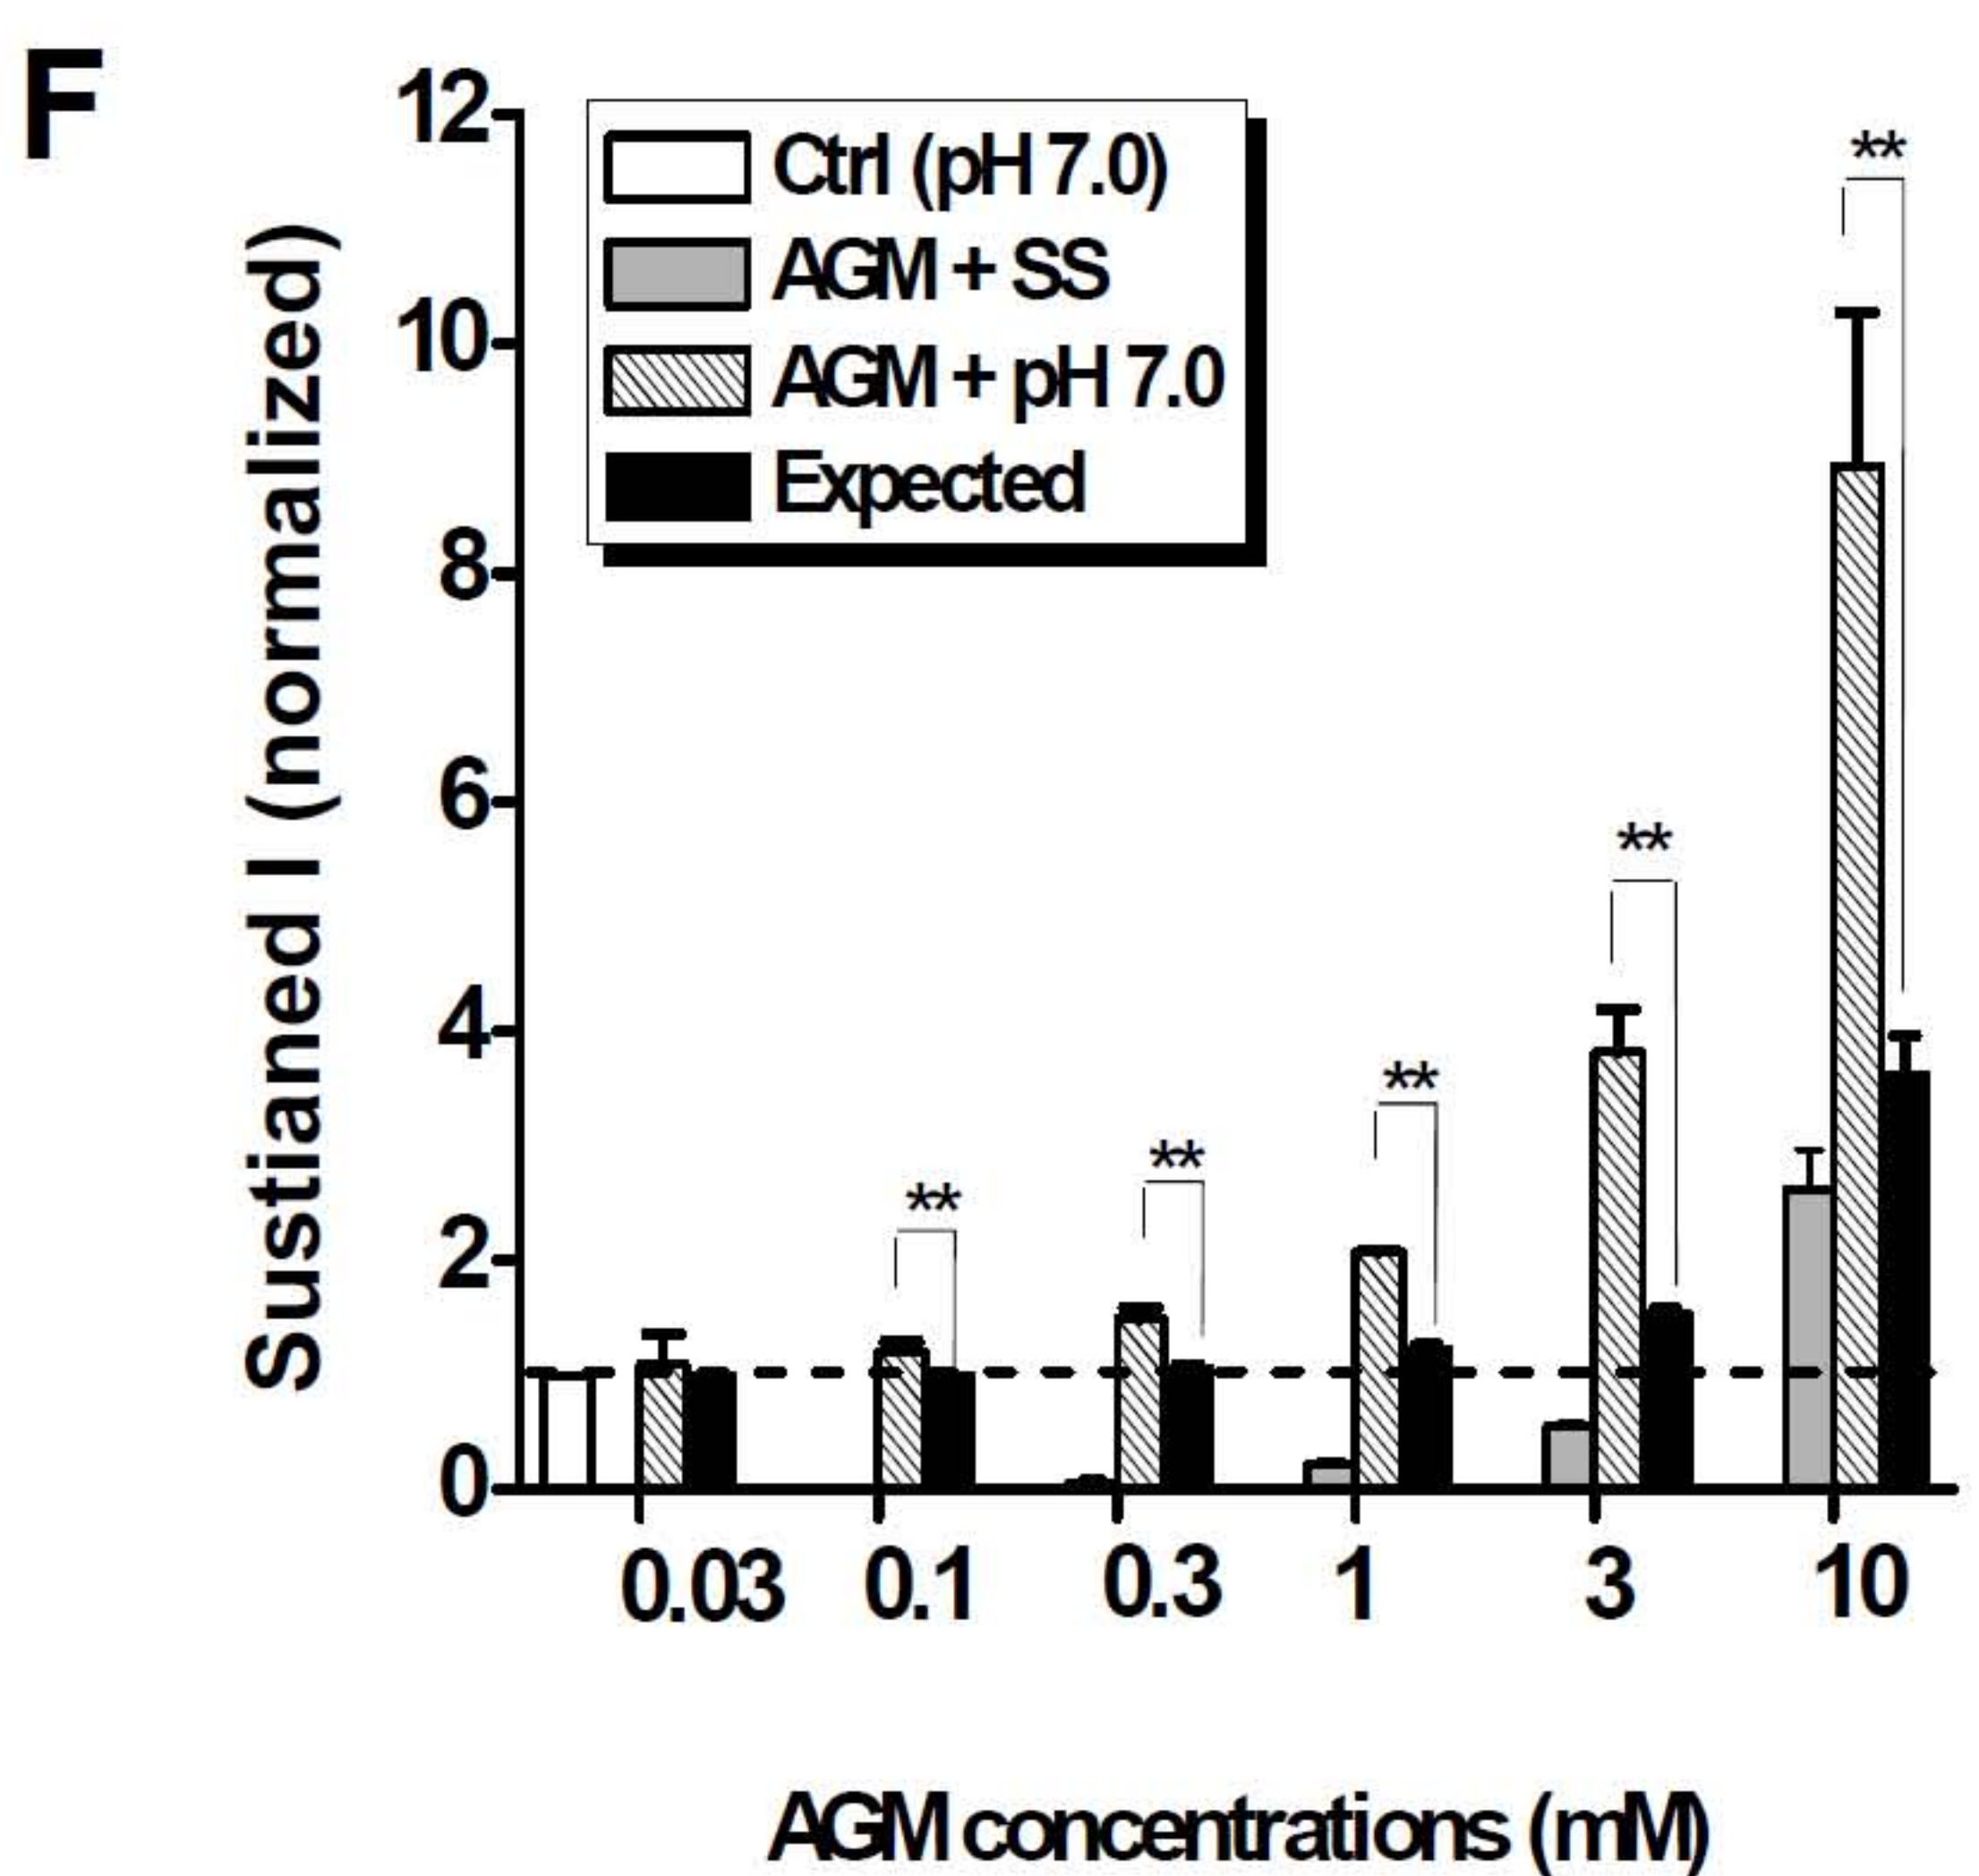 F
Sustianed I (normalized)
12
10
8
6
4
2
0
Ctrl (pH 7.0)
AGM + SS
AGM + pH 7.0
Expected
**
**
**
**
**
0.03 0.1 0.3 1 3 10
AGM concentrations (mM)